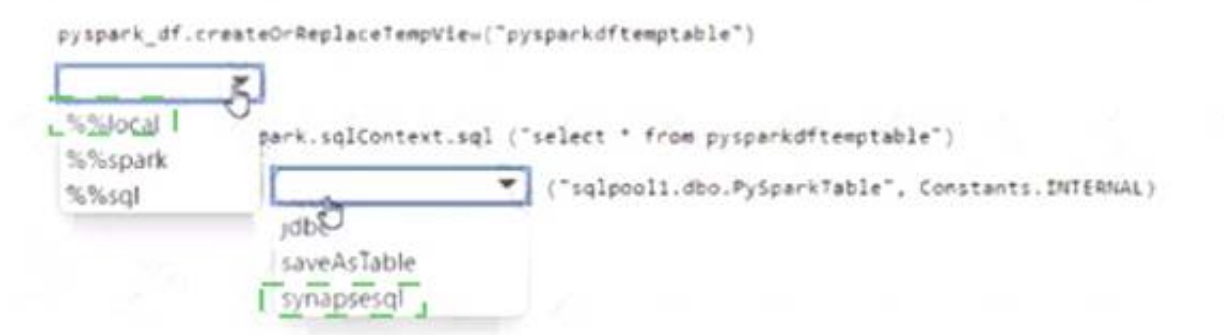 pyspark_df.createOrReplaceTempView("pysparkdftemptable")
%%local
park.sqlContext.sql ("select * from pysparkdftemptable")
%%spark
("sqlpool1.dbo.PySparkTable", Constants.INTERNAL)
%%sql
jdbc
saveAsTable
synapsesql